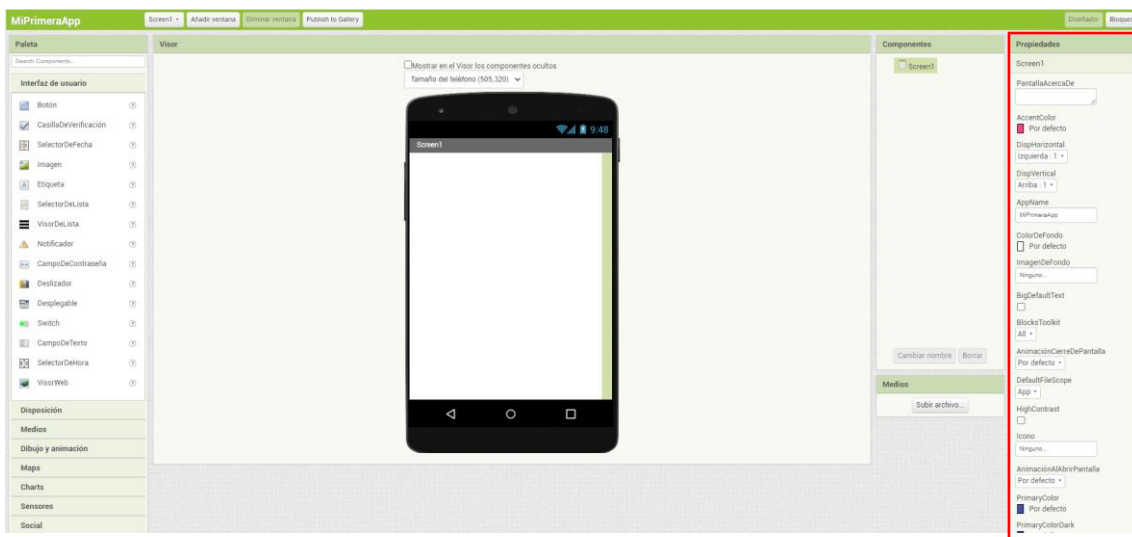 MiPrimeraApp
Screen1
Añadir ventana
Eliminar ventana
Publish to Gallery
Diseñador
Bloques
Paleta
Search Components...
Interfaz de usuario
Botón
CasillaDeVerificación
SelectorDeFecha
Imagen
Etiqueta
SelectorDeLista
VisorDeLista
Notificador
CampoDeContraseña
Deslizador
Desplegable
Switch
CampoDeTexto
SelectorDeHora
VisorWeb
Disposición
Medios
Dibujo y animación
Maps
Charts
Sensores
Social
Visor
Mostrar en el Visor los componentes ocultos
Tamaño del teléfono (505,320)
9:48
Screen1
Componentes
Screen1
Cambiar nombre
Borrar
Medios
Subir archivo...
Propiedades
Screen1
PantallaAcercaDe
AccentColor
Por defecto
DispHorizontal
Izquierda : 1
DispVertical
Arriba : 1
AppName
MiPrimeraApp
ColorDeFondo
Por defecto
ImagenDeFondo
Ninguno...
BigDefaultText
BlocksToolkit
All
AnimaciónCierreDePantalla
Por defecto
DefaultFileScope
App
HighContrast
Icono
Ninguno...
AnimaciónAlAbrirPantalla
Por defecto
PrimaryColor
Por defecto
PrimaryColorDark